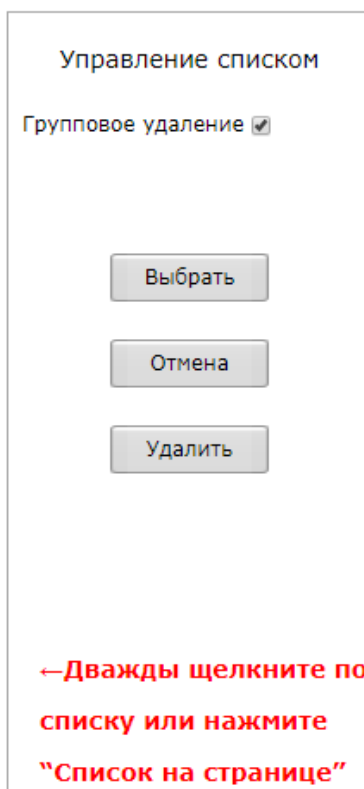 Управление списком
Групповое удаление
Выбрать
Отмена
Удалить
←Дважды щелкните по
списку или нажмите
“Список на странице”